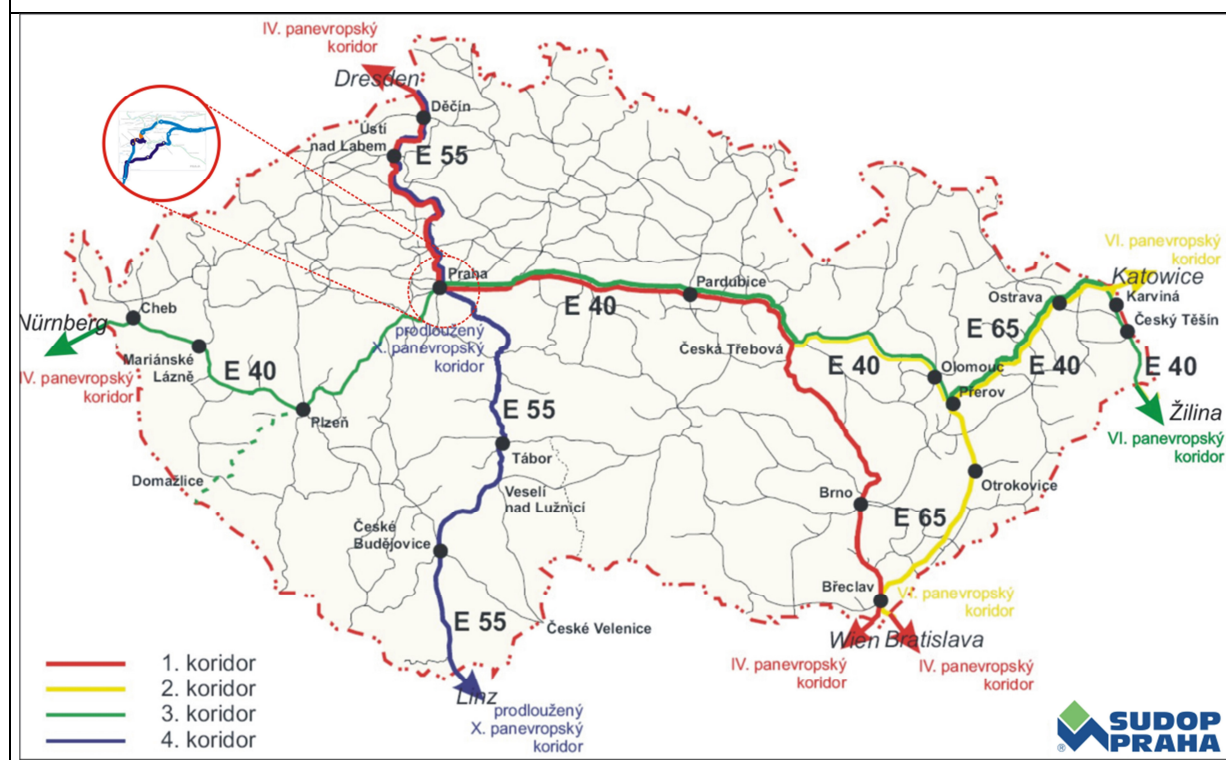 IV. panevropský
koridor
Dresden
Děčín
Ústí
nad Labem
E 55
VI. panevropský
koridor
Katowice
Praha
Pardubice
Ostrava
Karviná
Český Těšín
Cheb
Nürnberg
IV. panevropský
koridor
Mariánské
Lázně
E 40
prodloužený
X. panevropský
koridor
E 40
Česká Třebová
E 40
E 65
E 40
E 40
Olomouc
Přerov
Žilina
VI. panevropský
koridor
Plzeň
E 55
Tábor
Domažlice
Veselí
nad Lužnicí
Brno
Otrokovice
E 65
České
Budějovice
Břeclav
VI. panevropský
koridor
E 55
České Velenice
Wien
Bratislava
IV. panevropský
koridor
IV. panevropský
koridor
Linz
prodloužený
X. panevropský
koridor
1. koridor
2. koridor
3. koridor
4. koridor
SUDOP
PRAHA
®